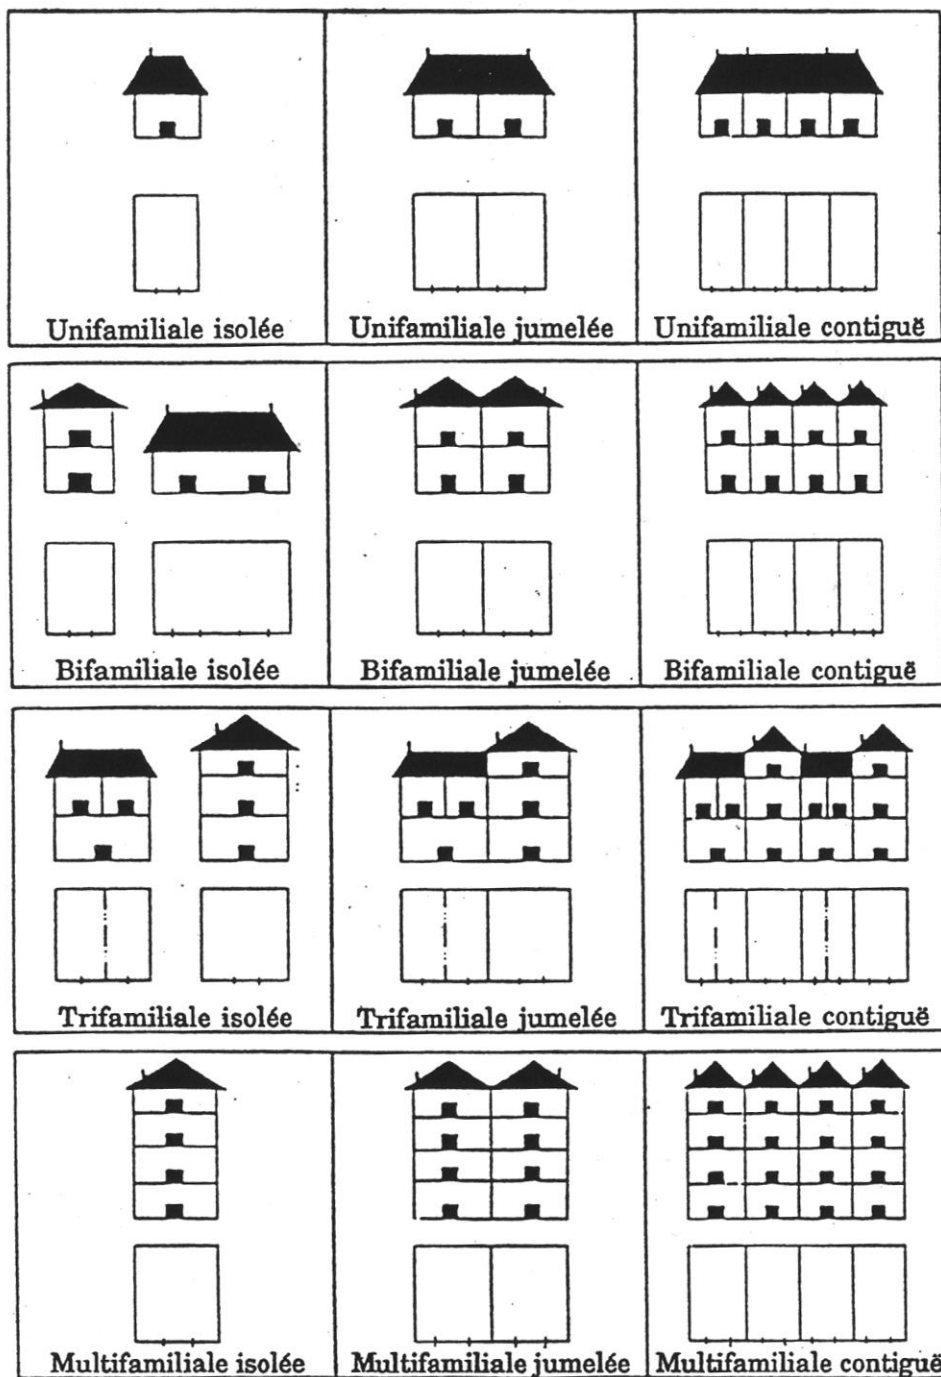 Unifamiliale isolée
Unifamiliale jumelée
Unifamiliale contiguë
Bifamiliale isolée
Bifamiliale jumelée
Bifamiliale contiguë
Trifamiliale isolée
Trifamiliale jumelée
Trifamiliale contiguë
Multifamiliale isolée
Multifamiliale jumelée
Multifamiliale contiguë